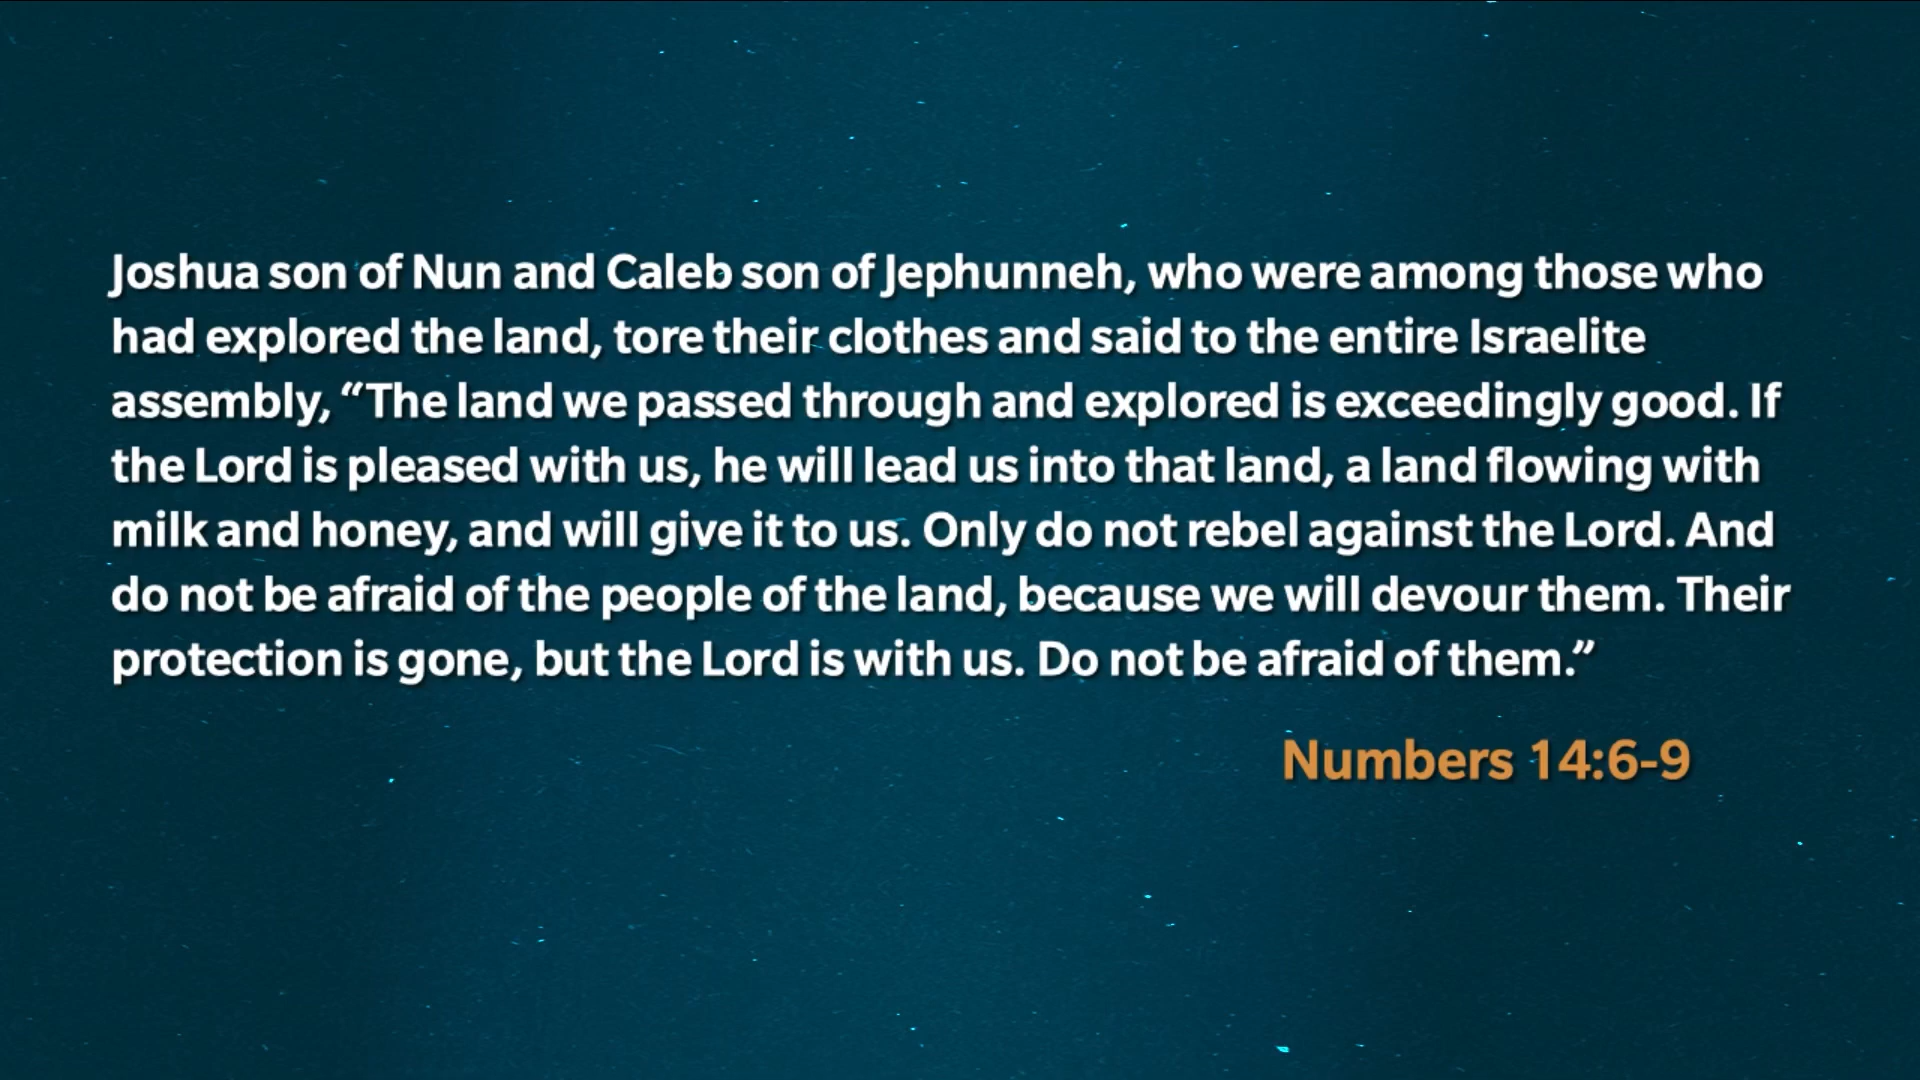 Joshua son of Nun and Caleb son of Jephunneh, who were among those who
had explored the land, tore their clothes and said to the entire Israelite
assembly, “The land we passed through and explored is exceedingly good. If
the Lord is pleased with us, he will lead us into that land, a land flowing with
milk and honey, and will give it to us. Only do not rebel against the Lord. And
do not be afraid of the people of the land, because we will devour them. Their
protection is gone, but the Lord is with us. Do not be afraid of them.”
Numbers 14:6-9